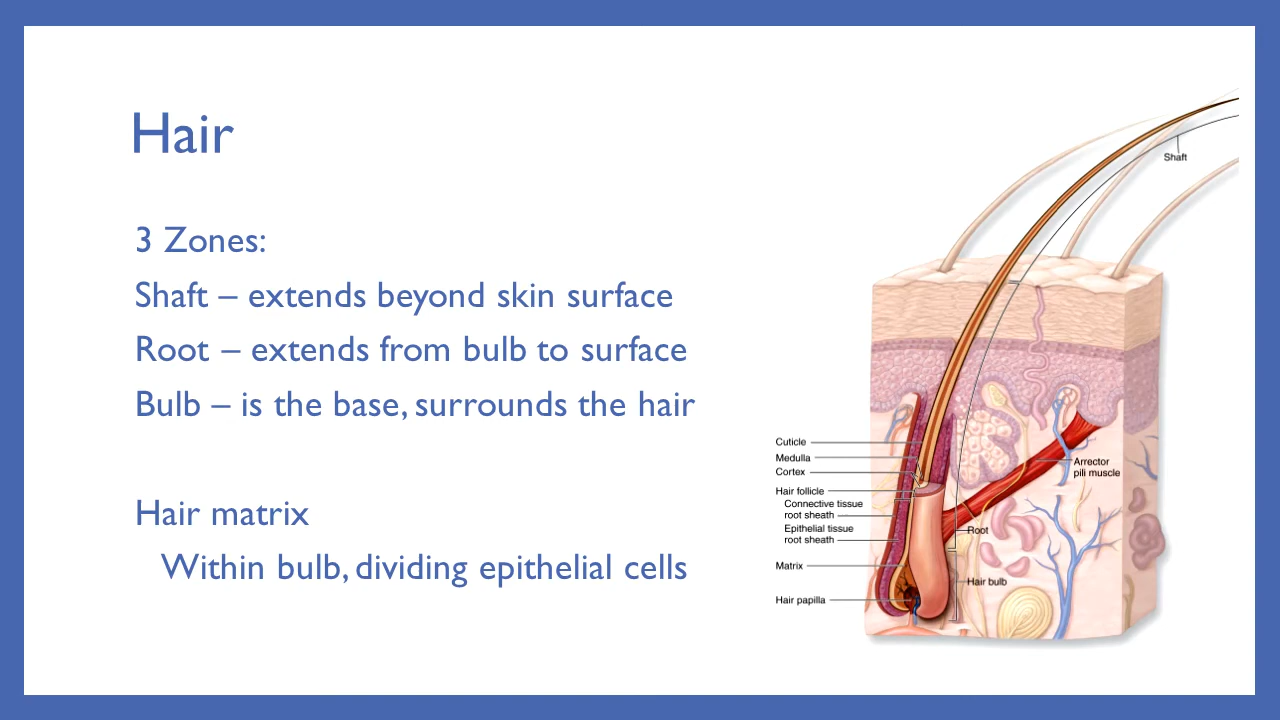 Hair
3 Zones:
Shaft – extends beyond skin surface
Root – extends from bulb to surface
Bulb – is the base, surrounds the hair
Hair matrix
Within bulb, dividing epithelial cells
Shaft
Cuticle
Medulla
Cortex
Hair follicle
Connective tissue
root sheath
Epithelial tissue
root sheath
Matrix
Hair papilla
Arrector
pili muscle
Root
Hair bulb